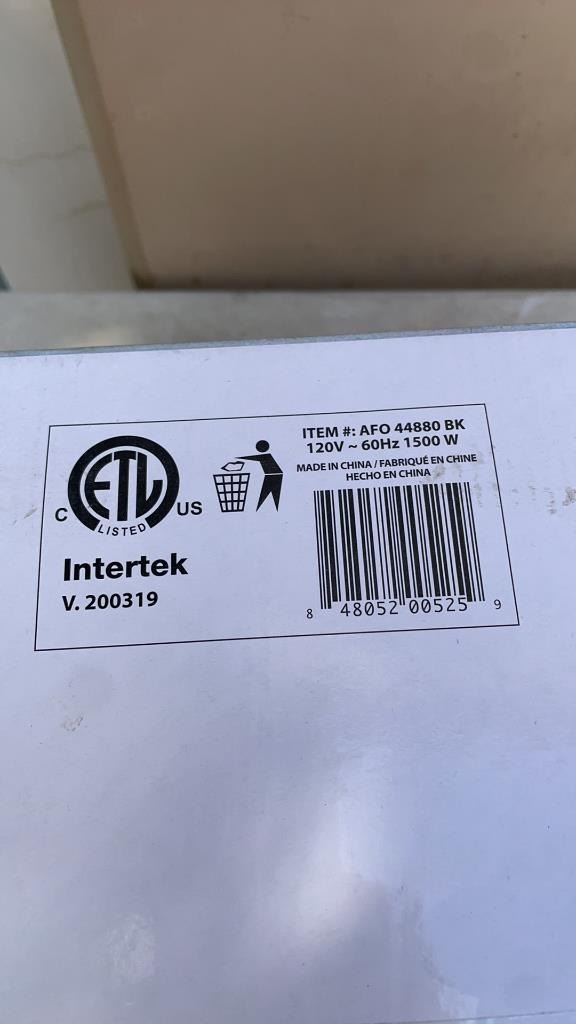 ITEM #: AFO 44880 BK
120V ~ 60Hz 1500 W
MADE IN CHINA / FABRIQUÉ EN CHINE
HECHO EN CHINA
ETL
C US
LISTED
Intertek
V. 200319
8 48052 00525 9